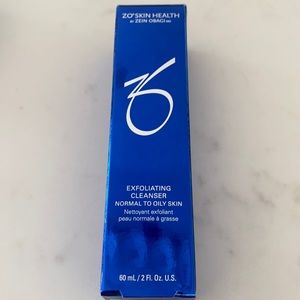 ZO® SKIN HEALTH
BY ZEIN OBAGI MD
ZO
EXFOLIATING
CLEANSER
NORMAL TO OILY SKIN
Nettoyant exfoliant
peau normale à grasse
60 mL / 2 Fl. Oz. U.S.